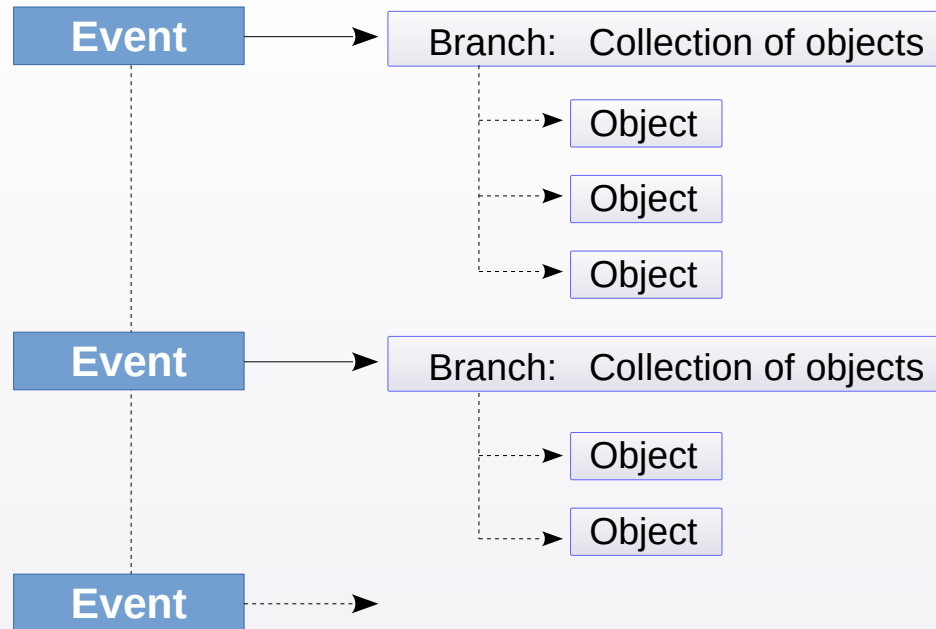 Event
Branch: Collection of objects
Object
Object
Object
Event
Branch: Collection of objects
Object
Object
Event